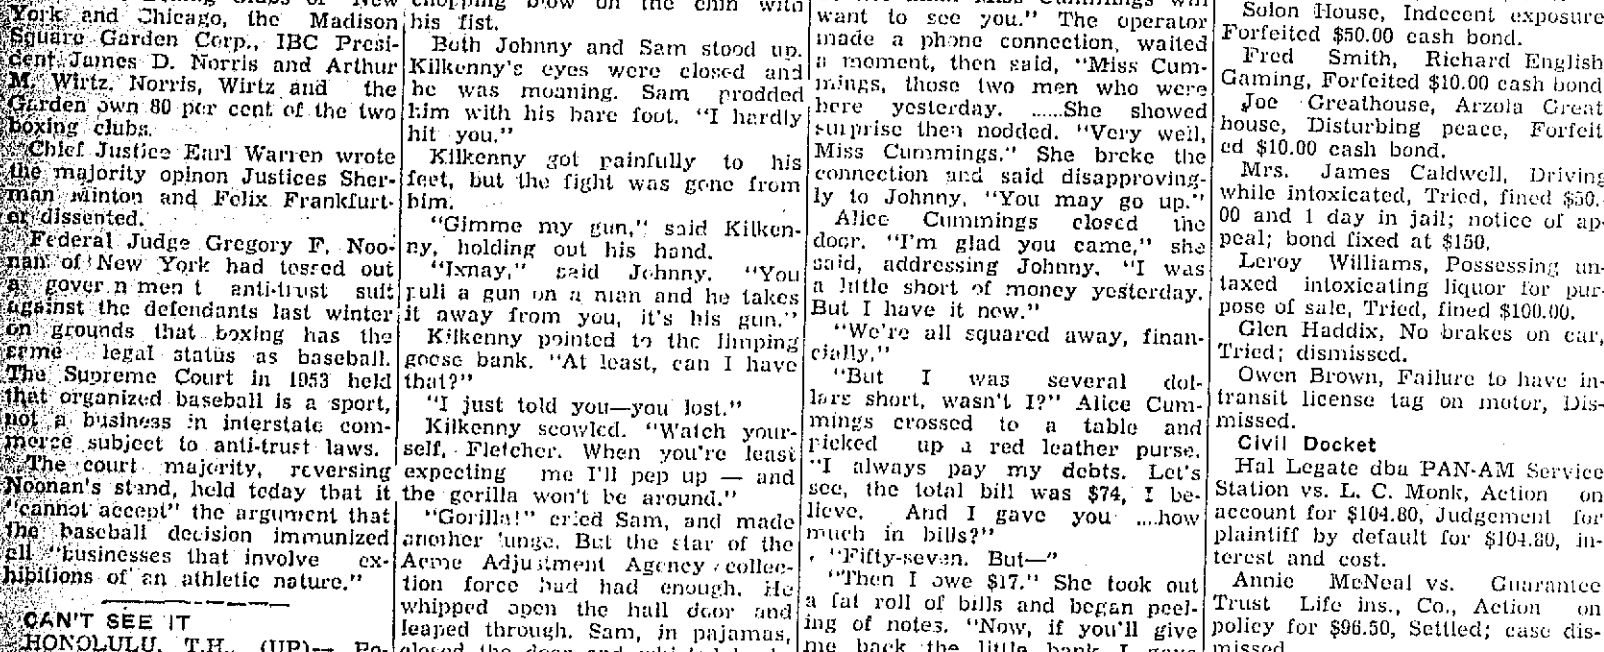 York and Chicago, the Madison
Square Garden Corp., IBC Presi-
dent James D. Norris and Arthur
M. Wirtz. Norris, Wirtz and the
Garden own 80 per cent of the two
boxing clubs.
Chief Justice Earl Warren wrote
the majority opinon Justices Sher-
man Minton and Felix Frankfurt-
er dissented.
Federal Judge Gregory F. Noo-
nan of New York had tossed out
a govern men t anti-trust suit
against the defendants last winter
on grounds that boxing has the
same legal status as baseball.
The Supreme Court in 1953 held
that organized baseball is a sport,
not a business in interstate com-
merce subject to anti-trust laws.
The court majority, reversing
Noonan's stand, held today that it
"cannot accept" the argument that
the baseball decision immunized
all "businesses that involve ex-
hibitions of an athletic nature."
CAN'T SEE IT
HONOLULU, T.H., (UP)— Po-
chopping blow on the chin with
his fist.
Both Johnny and Sam stood up.
Kilkenny's eyes were closed and
he was moaning. Sam prodded
him with his bare foot. "I hardly
hit you."
Kilkenny got painfully to his
feet, but the fight was gone from
him.
"Gimme my gun," said Kilken-
ny, holding out his hand.
"Ixnay," said Johnny. "You
pull a gun on a man and he takes
it away from you, it's his gun."
Kilkenny pointed to the limping
geese bank. "At least, can I have
that?"
"I just told you—you lost."
Kilkenny scowled. "Watch your-
self, Fletcher. When you're least
expecting me I'll pop up — and
the gorilla won't be around."
"Gorilla!" cried Sam, and made
another lunge. But the star of the
Acme Adjustment Agency collec-
tion force had had enough. He
whipped open the hall door and
leaped through. Sam, in pajamas,
closed the door and
want to see you." The operator
made a phone connection, waited
a moment, then said, "Miss Cum-
mings, those two men who were
here yesterday. ......She showed
surprise then nodded. "Very well,
Miss Cummings." She broke the
connection and said disapproving-
ly to Johnny, "You may go up."
Alice Cummings closed the
door. "I'm glad you came," she
said, addressing Johnny. "I was
a little short of money yesterday.
But I have it now."
"We're all squared away, finan-
cially."
"But I was several dol-
lars short, wasn't I?" Alice Cum-
mings crossed to a table and
picked up a red leather purse.
"I always pay my debts. Let's
see, the total bill was $74, I be-
lieve. And I gave you ....how
much in bills?"
"Fifty-seven. But—"
"Then I owe $17." She took out
a fat roll of bills and began peel-
ing of notes. "Now, if you'll give
me back the little bank I gave
Solon House, Indecent exposure
Forfeited $50.00 cash bond.
Fred Smith, Richard English
Gaming, Forfeited $10.00 cash bond
Joe Greathouse, Arzola Great
house, Disturbing peace, Forfeit
ed $10.00 cash bond.
Mrs. James Caldwell, Driving
while intoxicated, Tried, fined $50.
00 and 1 day in jail; notice of ap-
peal; bond fixed at $150.
Leroy Williams, Possessing un-
taxed intoxicating liquor for pur-
pose of sale, Tried, fined $100.00.
Glen Haddix, No brakes on car,
Tried; dismissed.
Owen Brown, Failure to have in-
transit license tag on motor, Dis-
missed.
Civil Docket
Hal Legate dba PAN-AM Service
Station vs. L. C. Monk, Action on
account for $104.80, Judgement for
plaintiff by default for $104.80, in-
terest and cost.
Annie McNeal vs. Guarantee
Trust Life ins., Co., Action on
policy for $96.50, Settled; case dis-
missed.